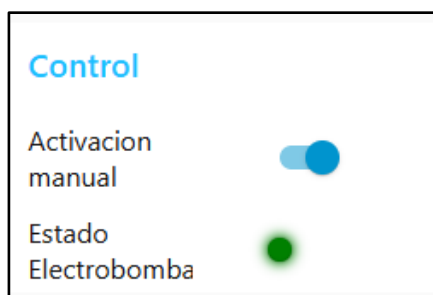 Control
Activacion
manual
Estado
Electrobomba